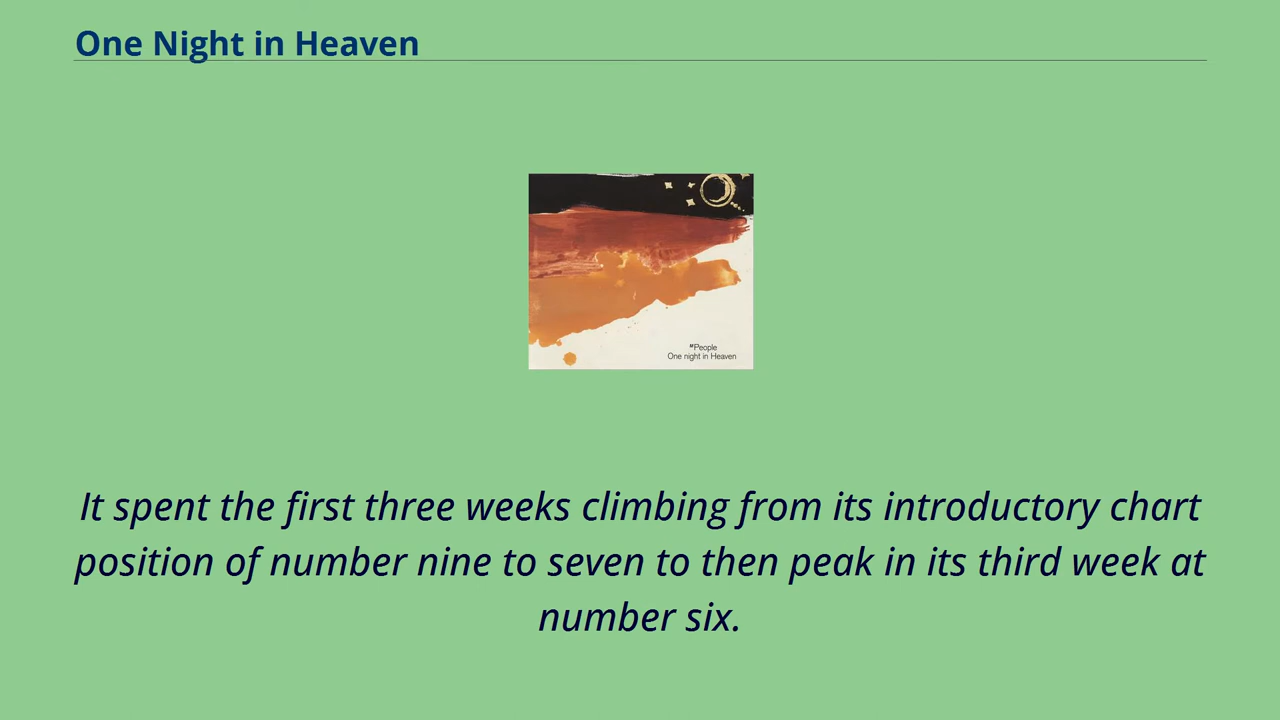 One Night in Heaven
M People
One night in Heaven
It spent the first three weeks climbing from its introductory chart
position of number nine to seven to then peak in its third week at
number six.